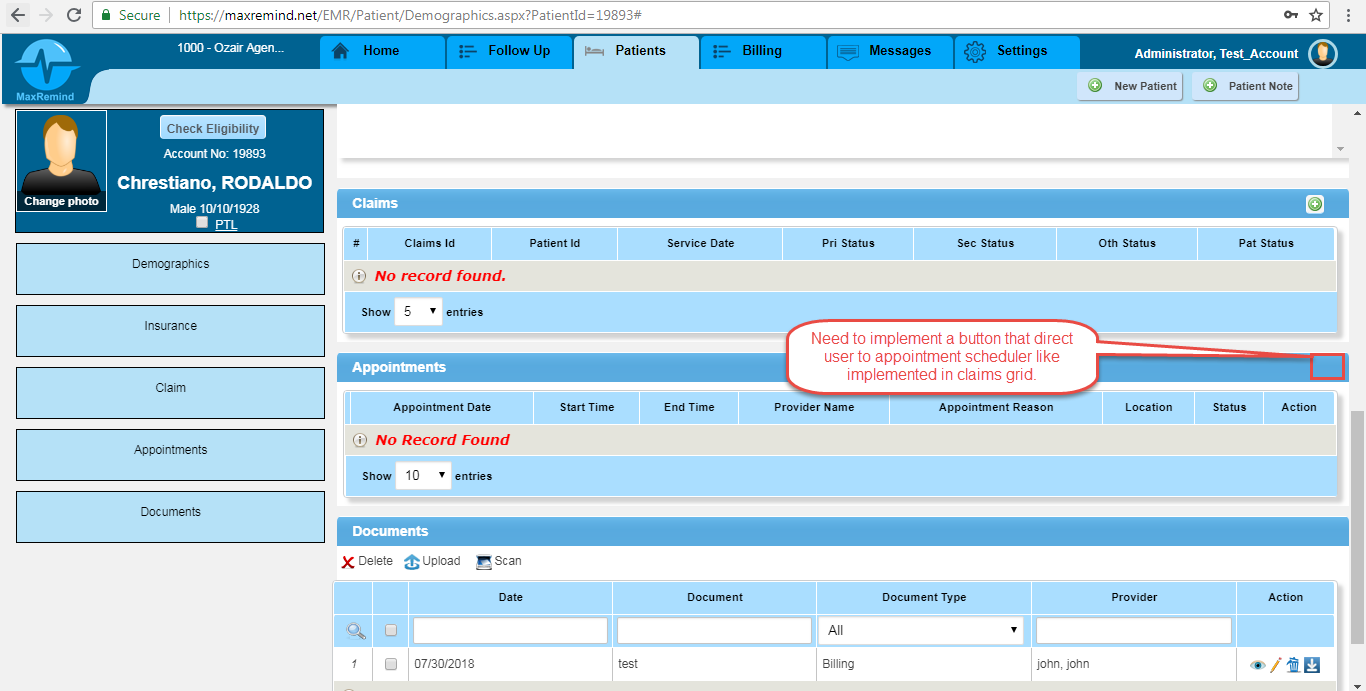 Secure | https://maxremind.net/EMR/Patient/Demographics.aspx?PatientId=19893#
MaxRemind
1000 - Ozair Agen...
Home
Follow Up
Patients
Billing
Messages
Settings
Administrator, Test_Account
New Patient
Patient Note
Change photo
Check Eligibility
Account No: 19893
Chrestiano, RODALDO
Male 10/10/1928
PTL
Demographics
Insurance
Claim
Appointments
Documents
Claims
# Claims Id Patient Id Service Date Pri Status Sec Status Oth Status Pat Status
No record found.
Show 5 entries
Need to implement a button that direct
user to appointment scheduler like
implemented in claims grid.
Appointments
Appointment Date Start Time End Time Provider Name Appointment Reason Location Status Action
No Record Found
Show 10 entries
Documents
Delete Upload Scan
Date Document Document Type Provider Action
All
1 07/30/2018 test Billing john, john